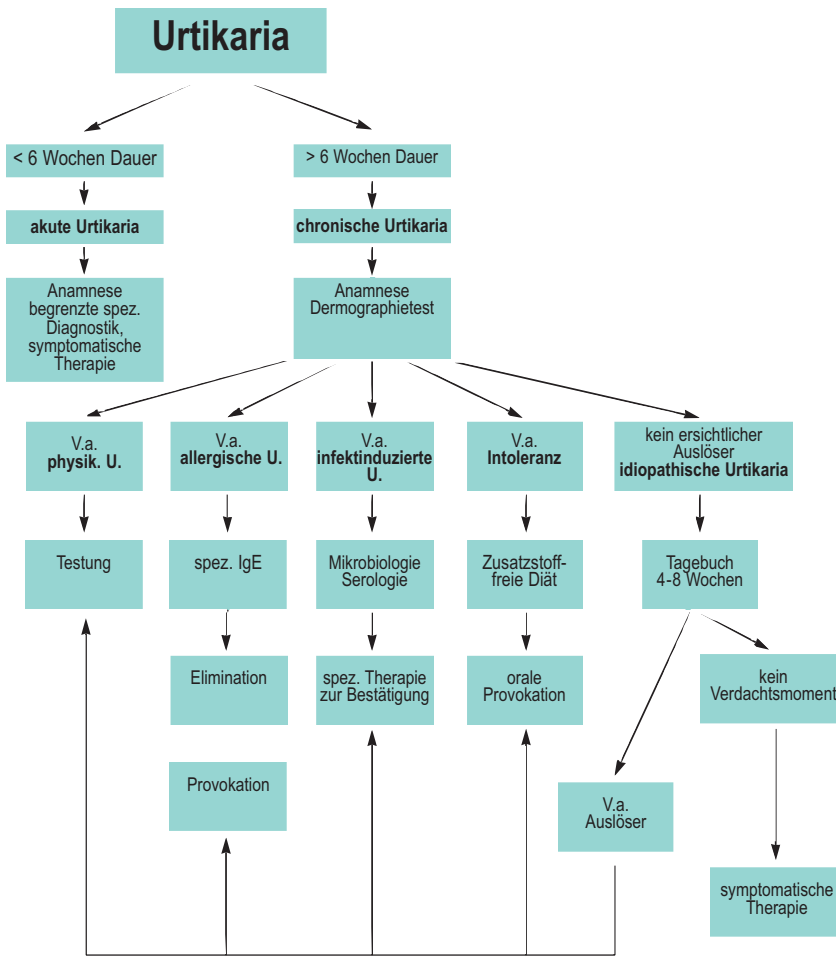 Urtikaria
< 6 Wochen Dauer
> 6 Wochen Dauer
akute Urtikaria
chronische Urtikaria
Anamnese
begrenzte spez.
Diagnostik,
symptomatische
Therapie
Anamnese
Dermographietest
V.a.
physik. U.
V.a.
allergische U.
V.a.
infektinduzierte
U.
V.a.
Intoleranz
kein ersichtlicher
Auslöser
idiopathische Urtikaria
Testung
spez. IgE
Mikrobiologie
Serologie
Zusatzstoff-
freie Diät
Tagebuch
4-8 Wochen
Elimination
spez. Therapie
zur Bestätigung
orale
Provokation
kein
Verdachtsmoment
Provokation
V.a.
Auslöser
symptomatische
Therapie